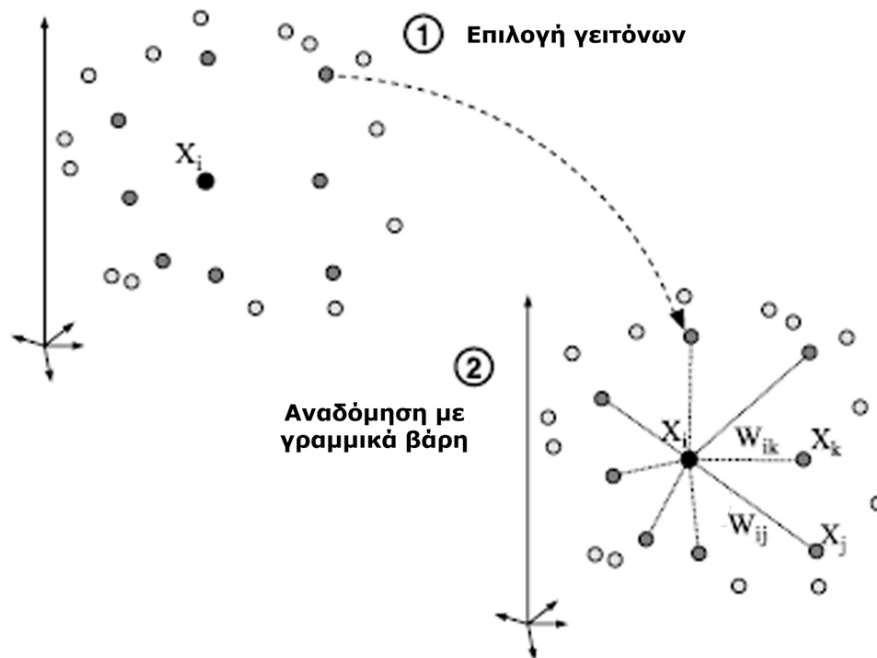 1 Επιλογή γειτόνων
Xi
2
Αναδόμηση με
γραμμικά βάρη
Xi Wik Xk
Wij Xj